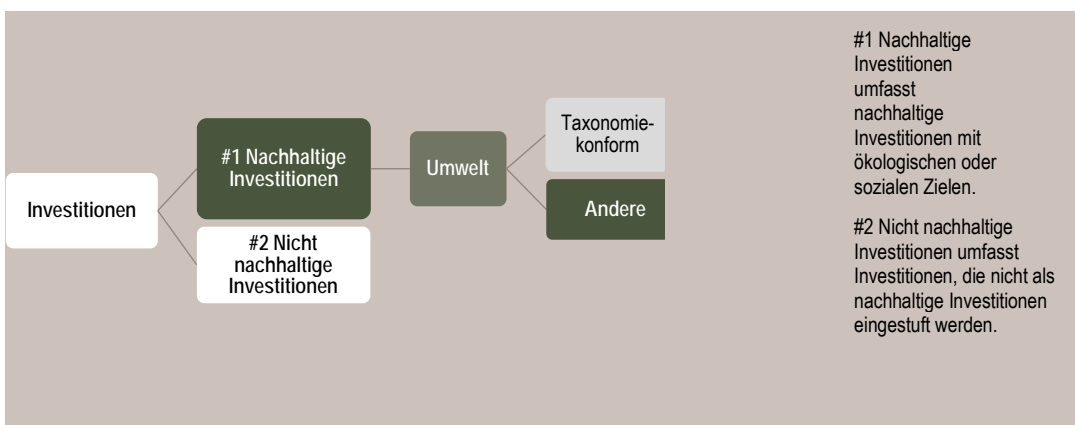 Investitionen
#1 Nachhaltige
Investitionen
#2 Nicht
nachhaltige
Investitionen
Umwelt
Taxonomie-
konform
Andere
#1 Nachhaltige
Investitionen
umfasst
nachhaltige
Investitionen mit
ökologischen oder
sozialen Zielen.
#2 Nicht nachhaltige
Investitionen umfasst
Investitionen, die nicht als
nachhaltige Investitionen
eingestuft werden.